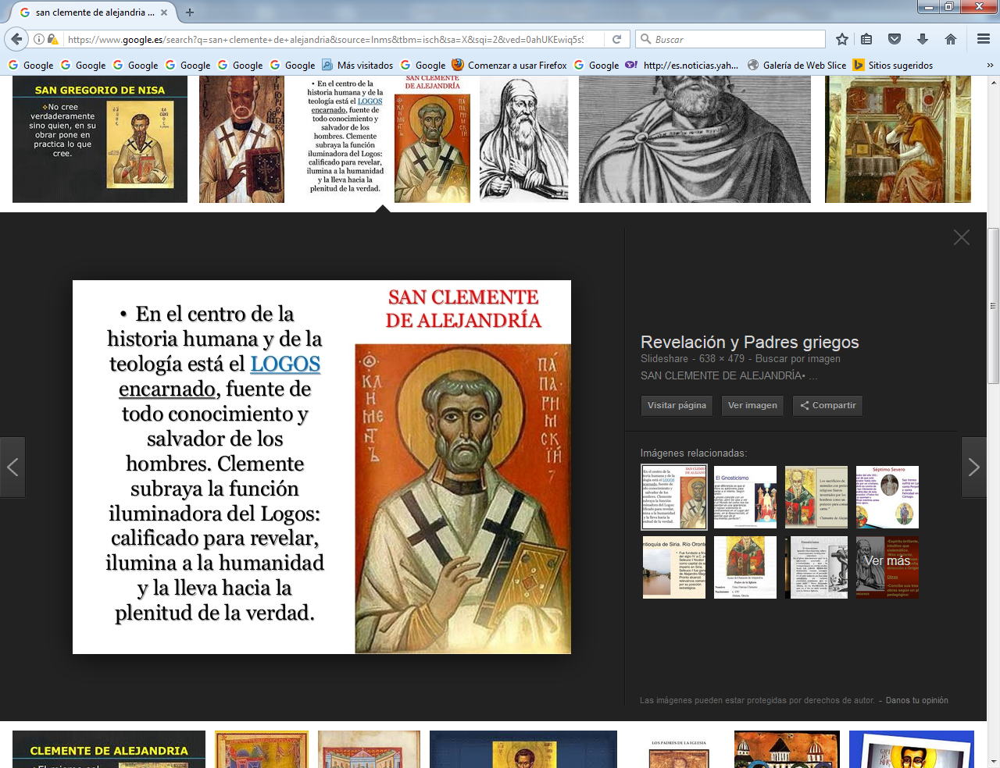 san clemente de alejandria ...
https://www.google.es/search?q=san+clemente+de+alejandria&source=lnms&tbm=isch&sa=X&sqi=2&ved=0ahUKEwiq5s
Buscar
Google
Google
Google
Google
Google
Google
Más visitados
Google
Comenzar a usar Firefox
Google
http://es.noticias.yah...
Galería de Web Slice
Sitios sugeridos
SAN GREGORIO DE NISA
No cree
verdaderamente
sino quien, en su
obrar pone en
practica lo que
cree.
• En el centro de la
historia humana y de la
teología está el LOGOS
encarnado, fuente de
todo conocimiento y
salvador de los
hombres. Clemente
subraya la función
iluminadora del Logos:
calificado para revelar,
ilumina a la humanidad
y la lleva hacia la
plenitud de la verdad.
SAN CLEMENTE
DE ALEJANDRÍA
• En el centro de la
historia humana y de la
teología está el LOGOS
encarnado, fuente de
todo conocimiento y
salvador de los
hombres. Clemente
subraya la función
iluminadora del Logos:
calificado para revelar,
ilumina a la humanidad
y la lleva hacia la
plenitud de la verdad.
SAN CLEMENTE
DE ALEJANDRÍA
Revelación y Padres griegos
Slideshare - 638 × 479 - Buscar por imagen
SAN CLEMENTE DE ALEJANDRÍA• ...
Visitar página
Ver imagen
Compartir
Imágenes relacionadas:
El Gnosticismo
Séptimo Severo
Antioquía de Siria. Río Oront
Ver más
Las imágenes pueden estar protegidas por derechos de autor. - Danos tu opinión
CLEMENTE DE ALEJANDRIA
LOS PADRES DE LA IGLESIA